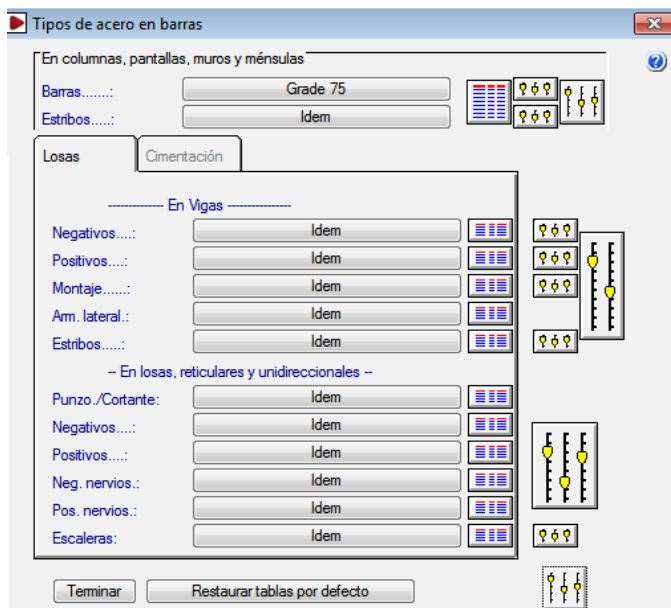 Tipos de acero en barras
En columnas, pantallas, muros y ménsulas
Barras.......: Grade 75
Estribos.....: Idem
Losas Cimentación
-------------- En Vigas ----------------
Negativos....: Idem
Positivos....: Idem
Montaje......: Idem
Arm. lateral.: Idem
Estribos.....: Idem
-- En losas, reticulares y unidireccionales --
Punzo./Cortante: Idem
Negativos....: Idem
Positivos....: Idem
Neg. nervios.: Idem
Pos. nervios.: Idem
Escaleras: Idem
Terminar Restaurar tablas por defecto